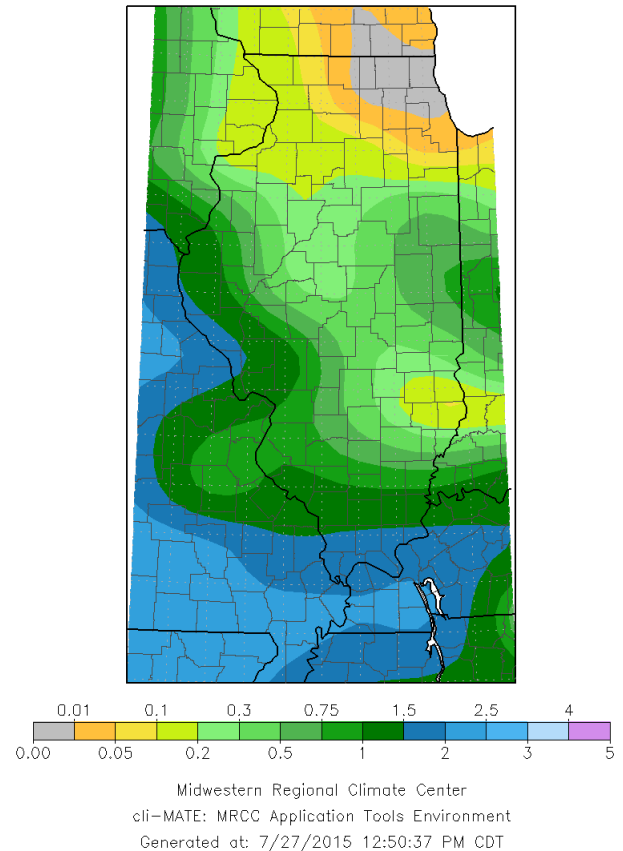 0.01 0.1 0.3 0.75 1.5 2.5 4
0.00 0.05 0.2 0.5 1 2 3 5
Midwestern Regional Climate Center
cli-MATE: MRCC Application Tools Environment
Generated at: 7/27/2015 12:50:37 PM CDT